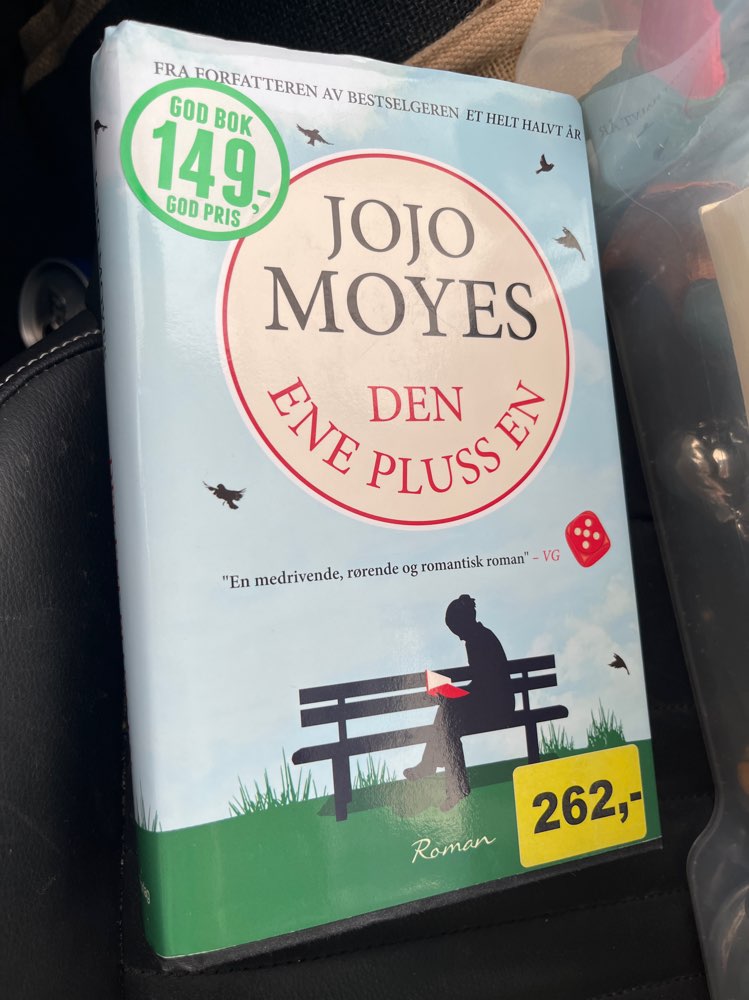 FRA FORFATTEREN AV BESTSELGEREN ET HELT HALVT ÅR
GOD BOK
149,-
GOD PRIS
JOJO
MOYES
DEN
ENE PLUSS EN
"En medrivende, rørende og romantisk roman" – VG
262,-
Roman